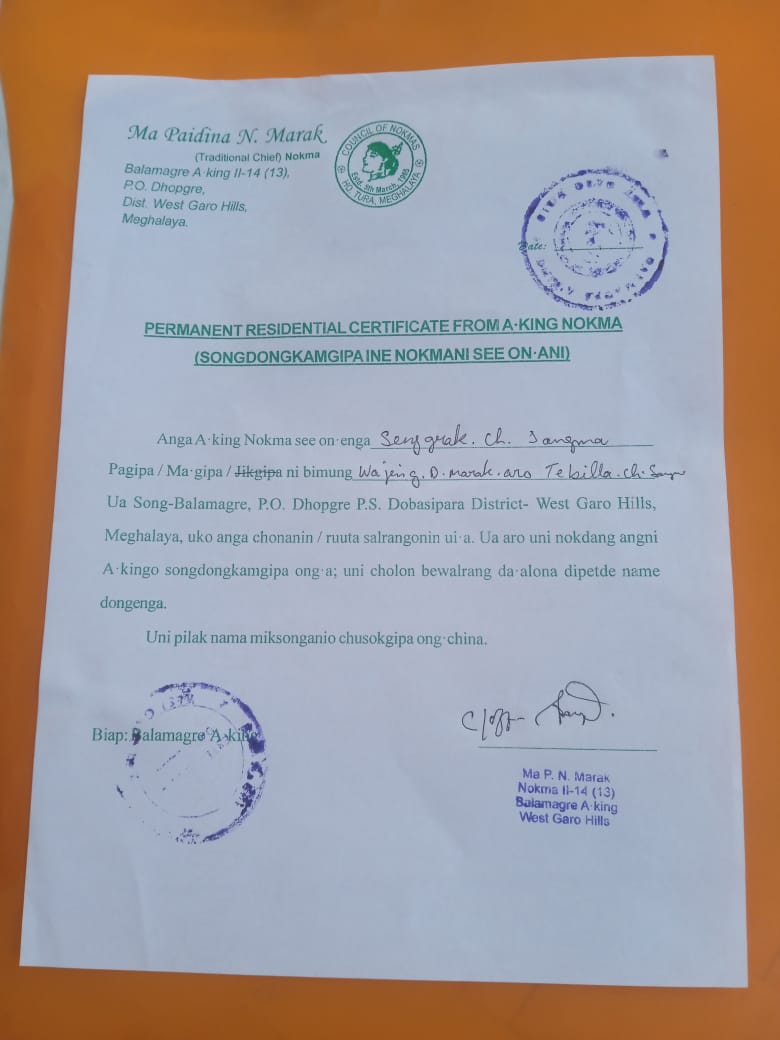 Ma Paidina N. Marak
(Traditional Chief) Nokma
Balamagre A·king II-14 (13),
P.O. Dhopgre,
Dist. West Garo Hills,
Meghalaya.
COUNCIL OF NOKMAS
Estd. 5th March, 1985
HQ. TURA, MEGHALAYA
Date:
PERMANENT RESIDENTIAL CERTIFICATE FROM A·KING NOKMA
(SONGDONGKAMGIPA INE NOKMANI SEE ON·ANI)
Anga A·king Nokma see on·enga Senggrak. Ch. Sangma
Pagipa / Ma·gipa / Jikgipa ni bimung Wajeng. D. Marak. aro Tebilla. ch.
Ua Song-Balamagre, P.O. Dhopgre P.S. Dobasipara District- West Garo Hills,
Meghalaya, uko anga chonanin / ruuta salrangonin ui·a. Ua aro uni nokdang angni
A·kingo songdongkamgipa ong·a; uni cholon bewalrang da·alona dipetde name
dongenga.
Uni pilak nama miksonganio chusokgipa ong·china.
Biap: Balamagre A·king
Ma P. N. Marak
Nokma II-14 (13)
Balamagre A·king
West Garo Hills